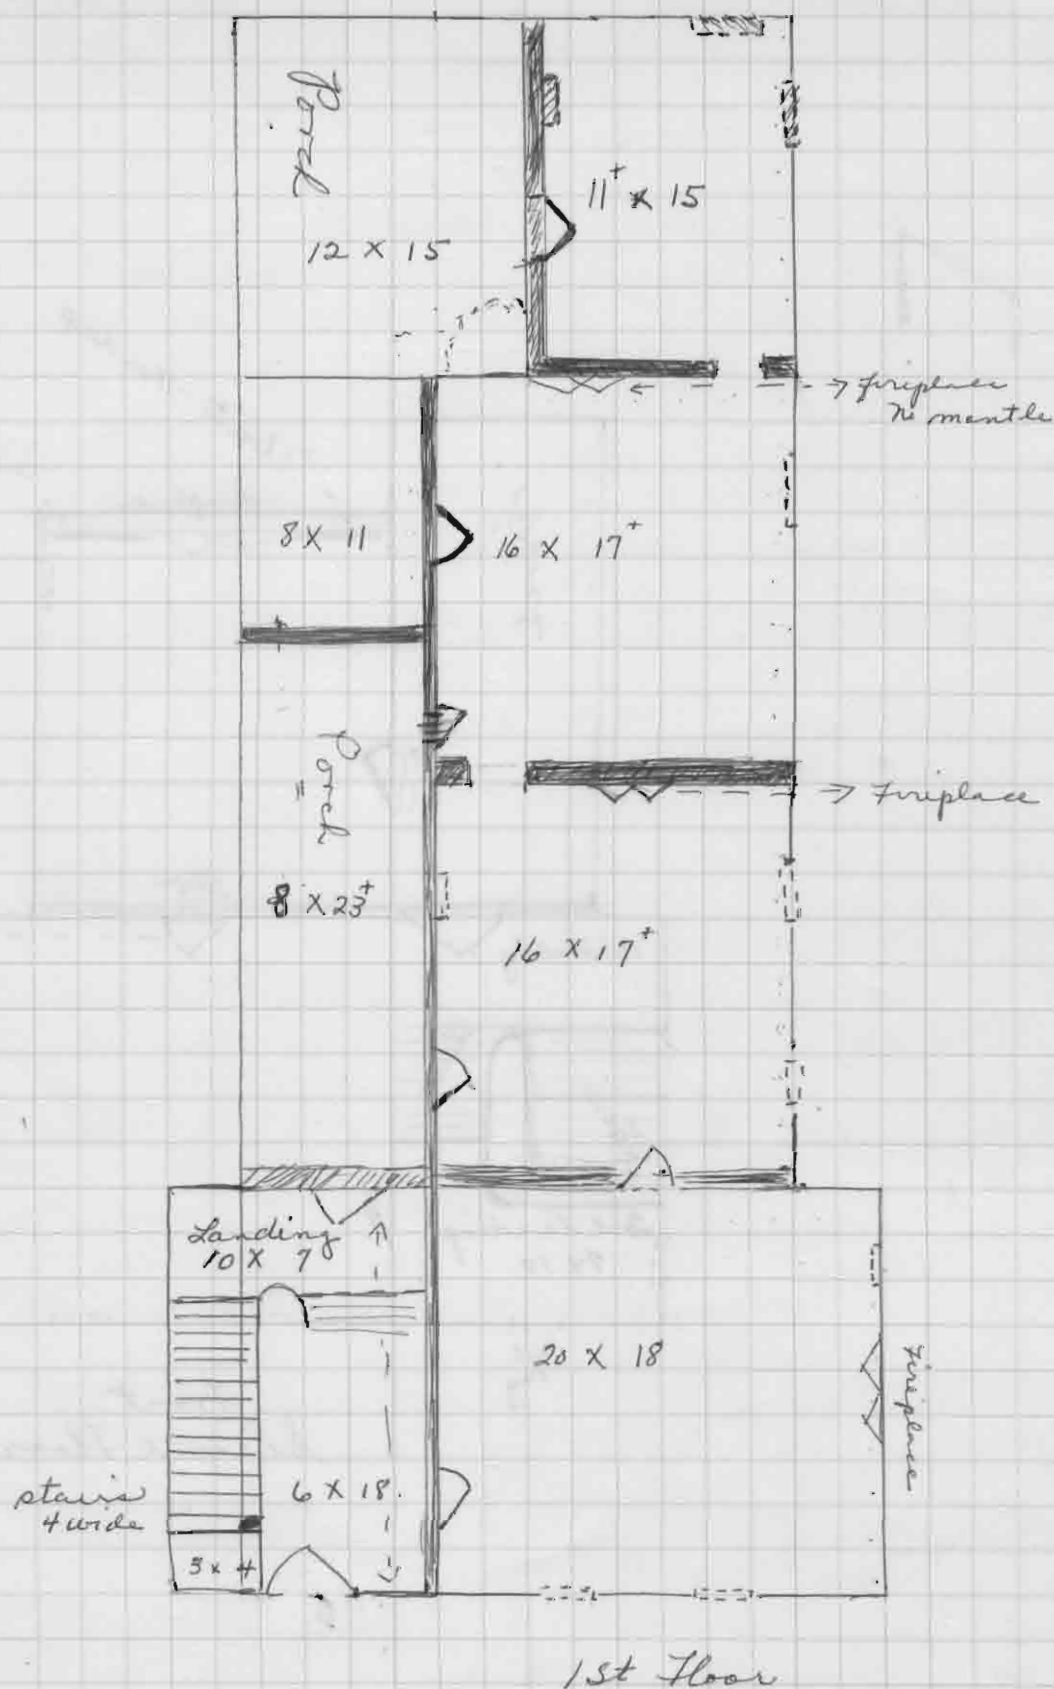 Porch
12 X 15
11+ x 15
Fireplace
No mantle
8 X 11
16 X 17+
Porch
Fireplace
8 X 23+
16 X 17+
Landing
10 X 7
20 X 18
Fireplace
6 X 18.
stairs
4 wide
3 x 4
1st Floor